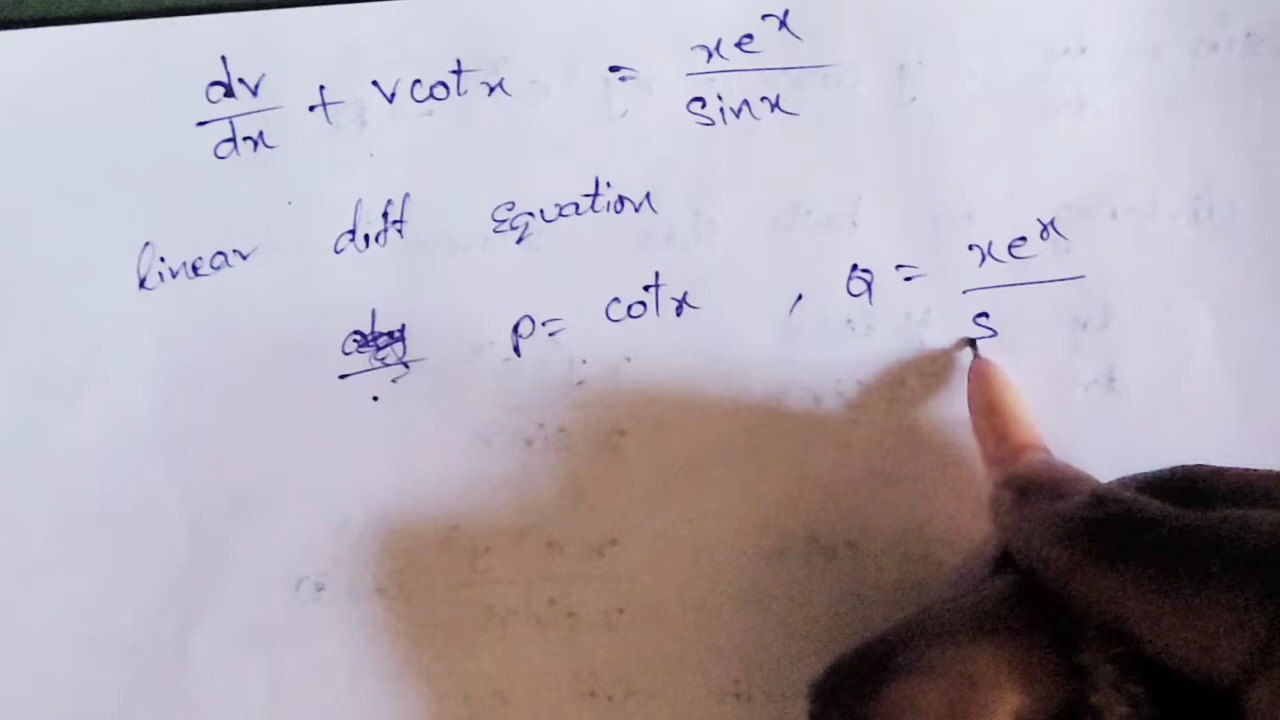 dv/dx + v cot x = xe^x / sin x
linear diff Equation
P = cot x , Q = xe^x / s